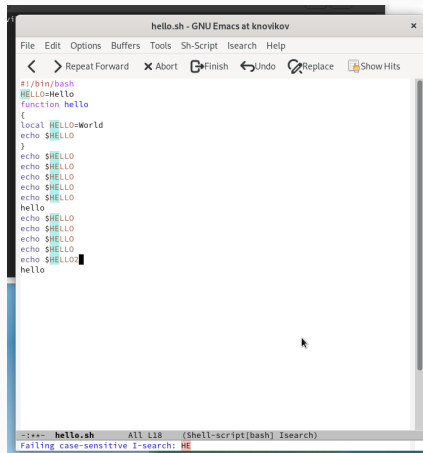 hello.sh - GNU Emacs at knovikov
File Edit Options Buffers Tools Sh-Script Isearch Help
Repeat Forward Abort Finish Undo Replace Show Hits
#!/bin/bash
HELLO=Hello
function hello
{
local HELLO=World
echo $HELLO
}
echo $HELLO
echo $HELLO
echo $HELLO
echo $HELLO
echo $HELLO
hello
echo $HELLO
echo $HELLO
echo $HELLO
echo $HELLO
echo $HELLO2
hello
-:**- hello.sh All L18 (Shell-script[bash] Isearch)
Failing case-sensitive I-search: HE